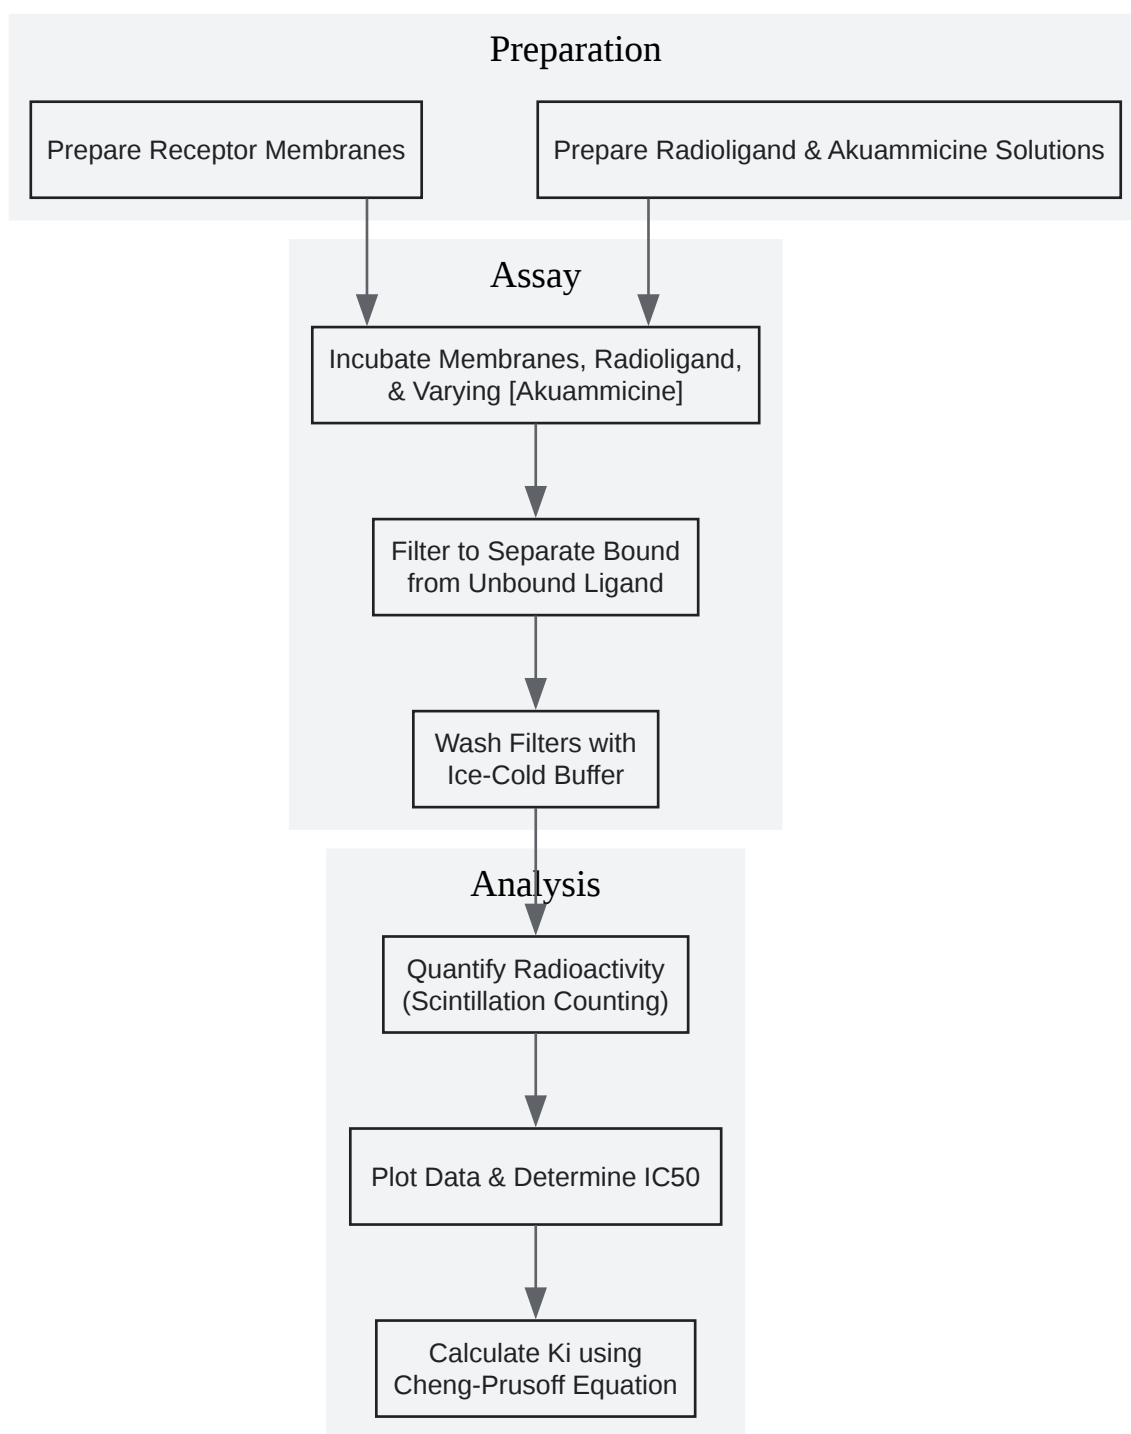 Preparation
Prepare Receptor Membranes
Prepare Radioligand & Akuammicine Solutions
Assay
Incubate Membranes, Radioligand,
& Varying [Akuammicine]
Filter to Separate Bound
from Unbound Ligand
Wash Filters with
Ice-Cold Buffer
Analysis
Quantify Radioactivity
(Scintillation Counting)
Plot Data & Determine IC50
Calculate Ki using
Cheng-Prusoff Equation